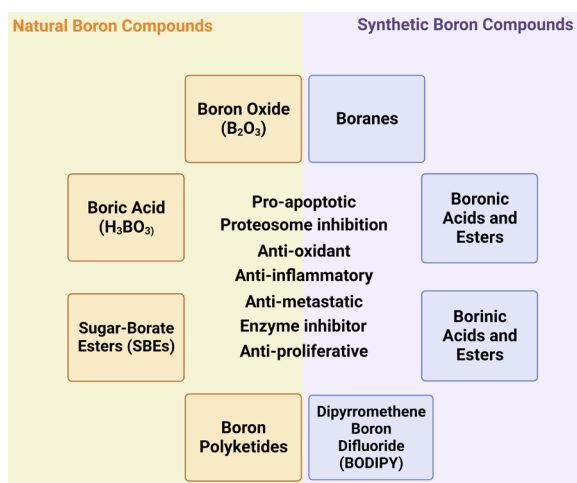 Natural Boron Compounds
Synthetic Boron Compounds
Boron Oxide
(B₂O₃)
Boranes
Boric Acid
(H₃BO₃)
Boronic
Acids and
Esters
Pro-apoptotic
Proteosome inhibition
Anti-oxidant
Anti-inflammatory
Anti-metastatic
Enzyme inhibitor
Anti-proliferative
Sugar-Borate
Esters (SBEs)
Borinic
Acids and
Esters
Boron
Polyketides
Dipyrromethene
Boron
Difluoride
(BODIPY)